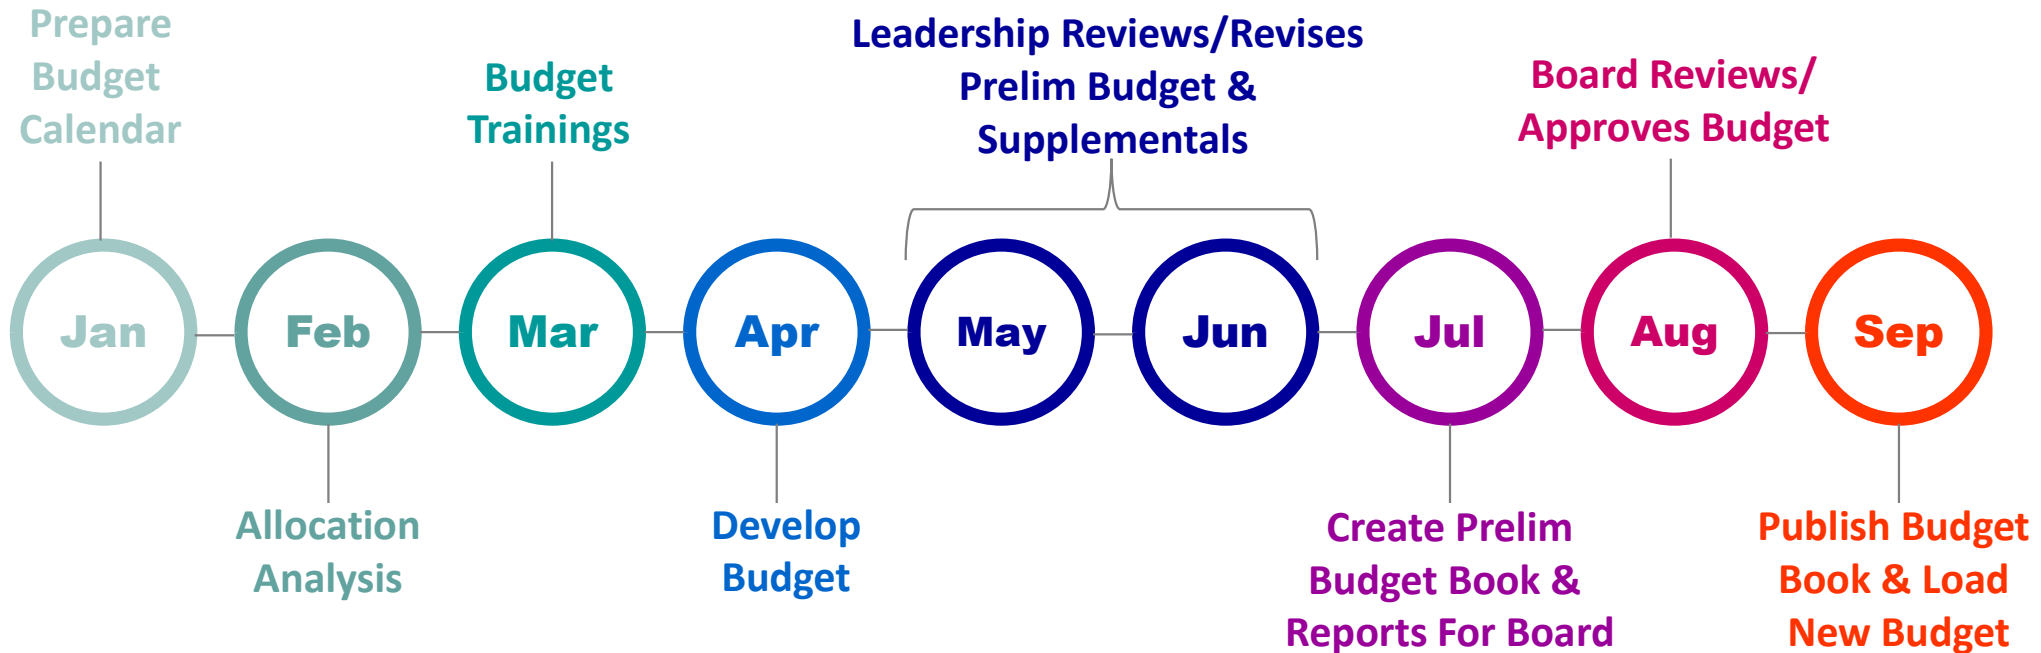 Prepare
Budget
Calendar
Budget
Trainings
Leadership Reviews/Revises
Prelim Budget &
Supplementals
Board Reviews/
Approves Budget
Jan
Feb
Mar
Apr
May
Jun
Jul
Aug
Sep
Allocation
Analysis
Develop
Budget
Create Prelim
Budget Book &
Reports For Board
Publish Budget
Book & Load
New Budget